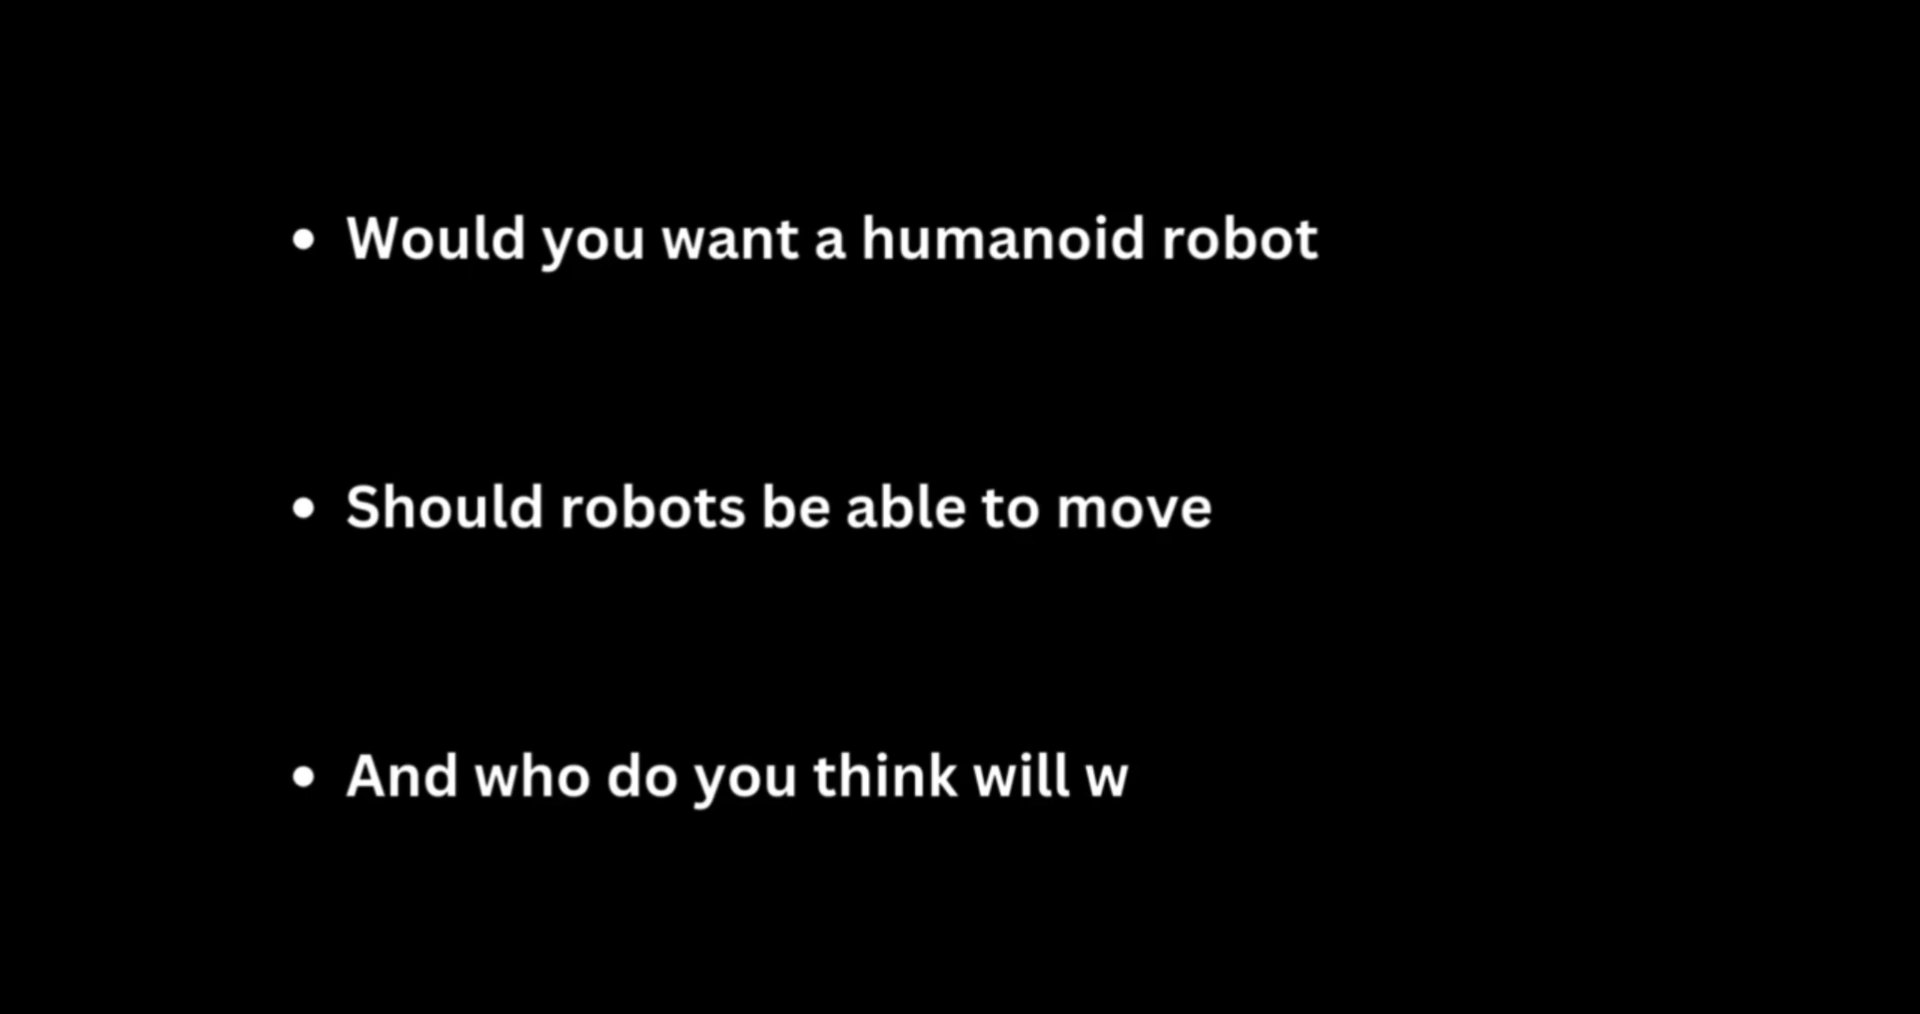 • Would you want a humanoid robot
• Should robots be able to move
• And who do you think will w